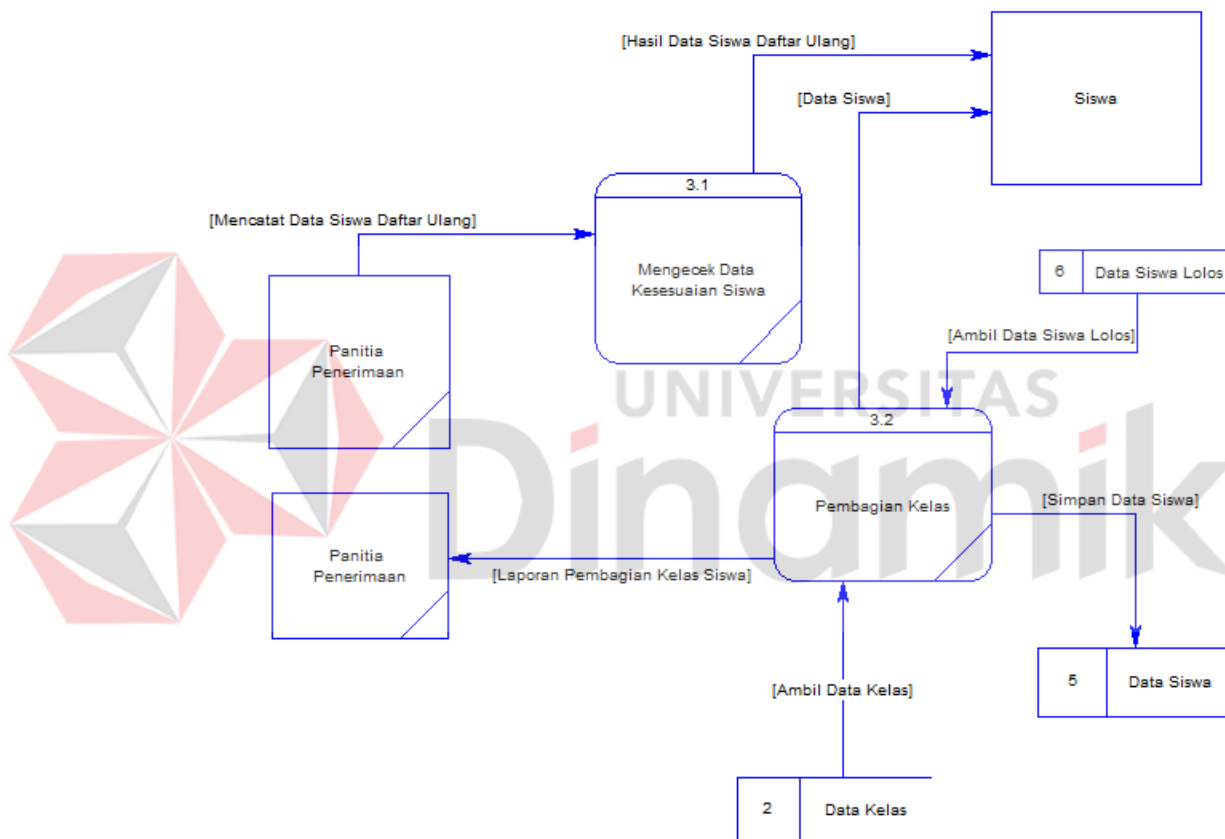 [Hasil Data Siswa Daftar Ulang]
[Data Siswa]
Siswa
3.1
[Mencatat Data Siswa Daftar Ulang]
Mengecek Data
Kesesuaian Siswa
6
Data Siswa Lolos
Panitia
Penerimaan
[Ambil Data Siswa Lolos]
UNIVERSITAS
Dinamik
3.2
Pembagian Kelas
[Simpan Data Siswa]
Panitia
Penerimaan
[Laporan Pembagian Kelas Siswa]
5
Data Siswa
[Ambil Data Kelas]
2
Data Kelas